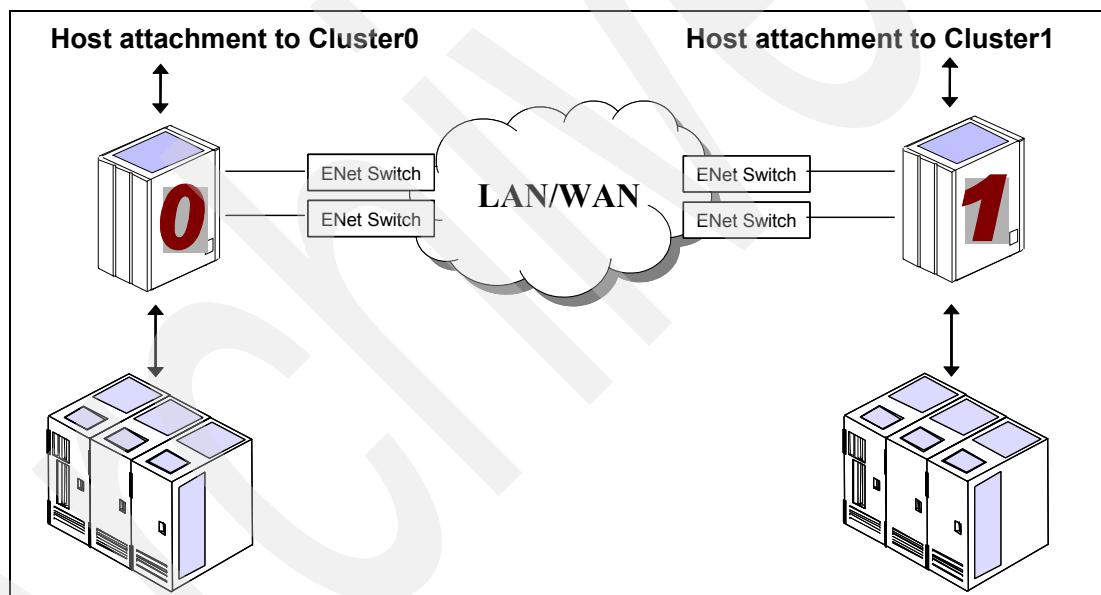 Host attachment to Cluster0
Host attachment to Cluster1
0
ENet Switch
ENet Switch
LAN/WAN
ENet Switch
ENet Switch
1